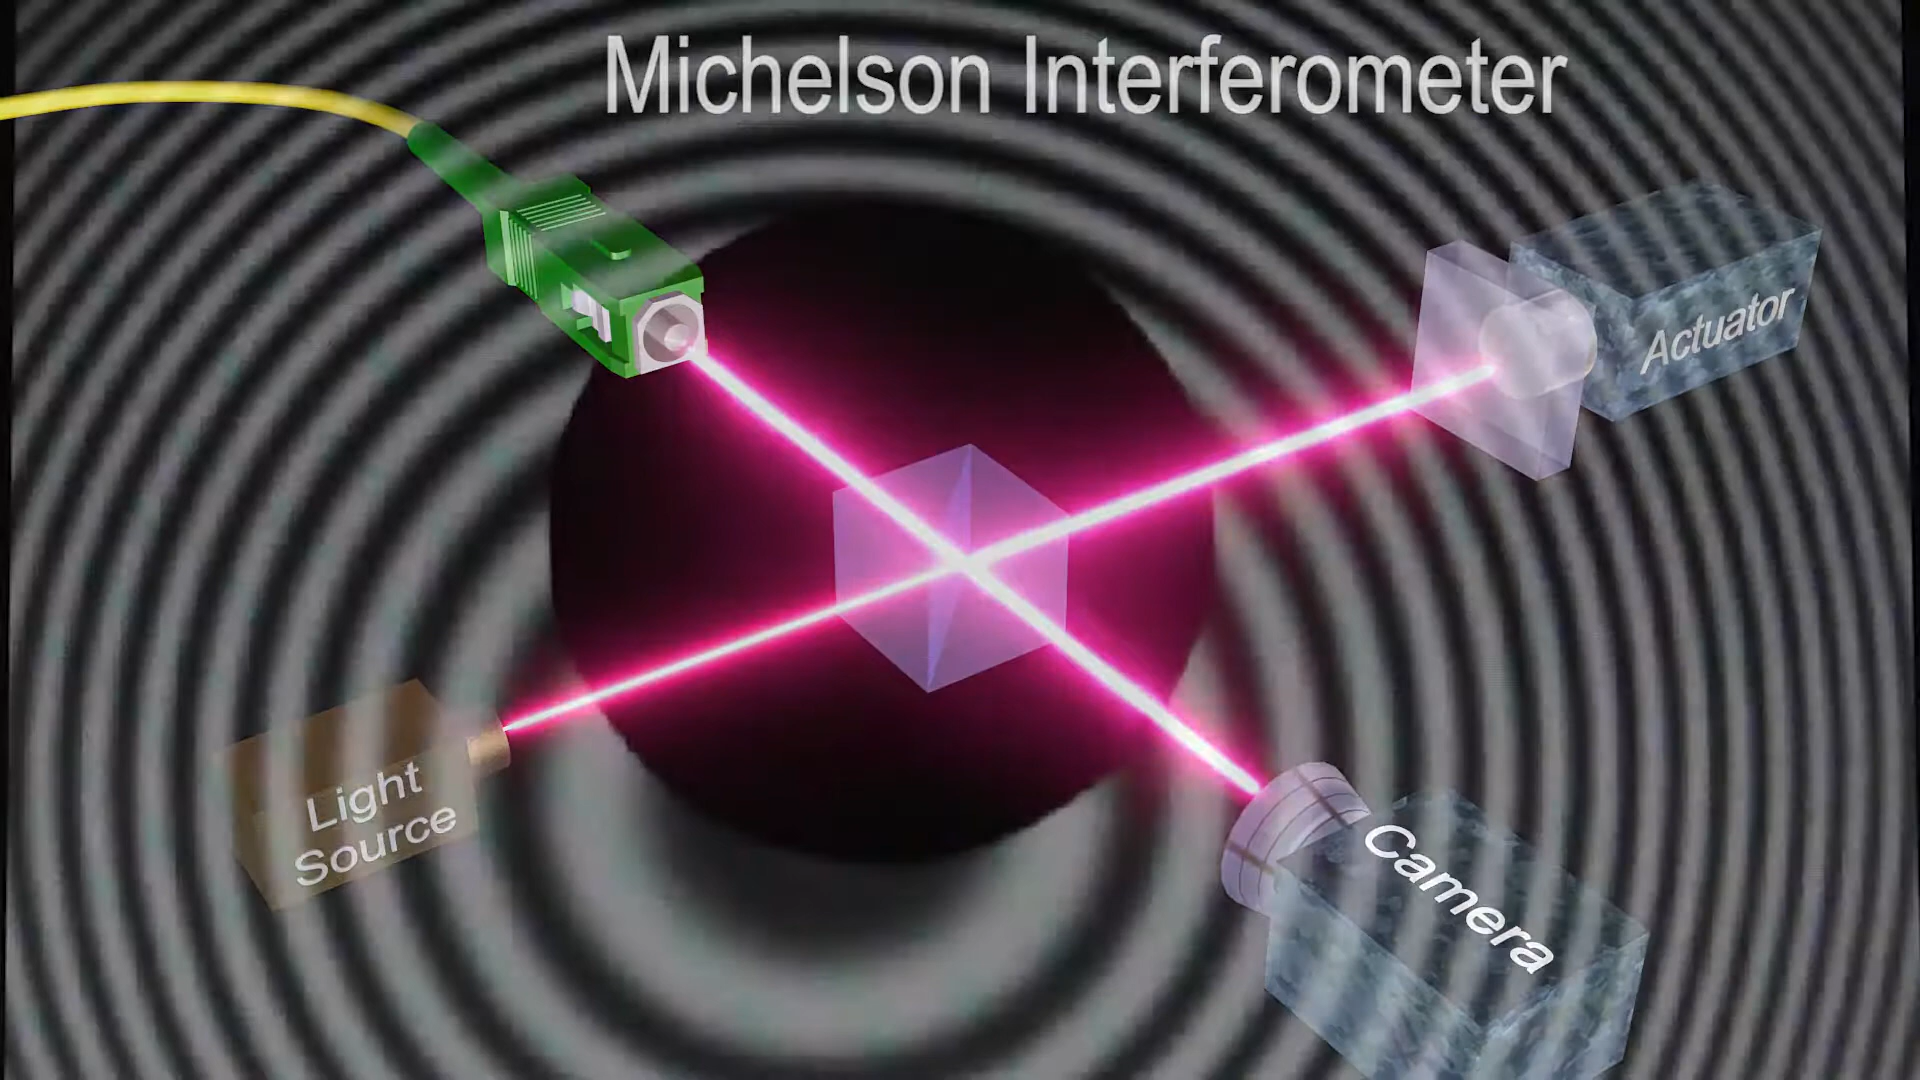 Michelson Interferometer
Actuator
Light
Source
Camera